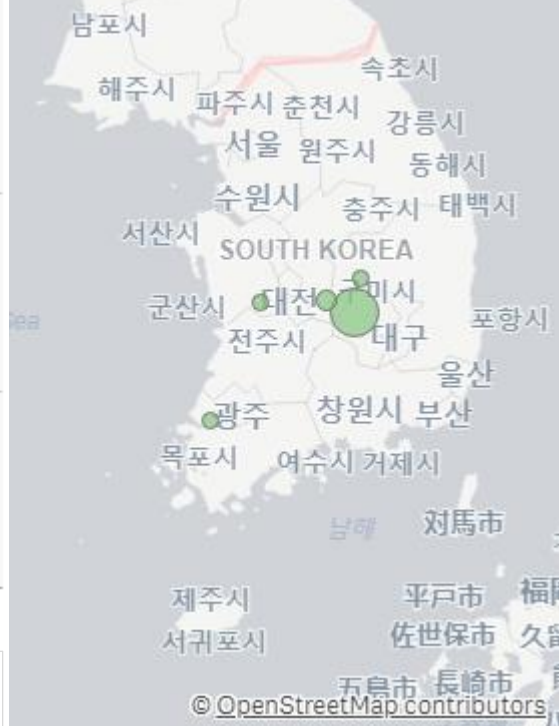 남포시
속초시
해주시
파주시
춘천시
강릉시
서울
원주시
동해시
수원시
충주시
태백시
서산시
SOUTH KOREA
구미시
군산시
대전
Sea
포항시
전주시
대구
울산
광주
창원시
부산
목포시
여수시
거제시
남해
対馬市
제주시
平戸市
서귀포시
佐世保市
五島市
長崎市
© OpenStreetMap contributors